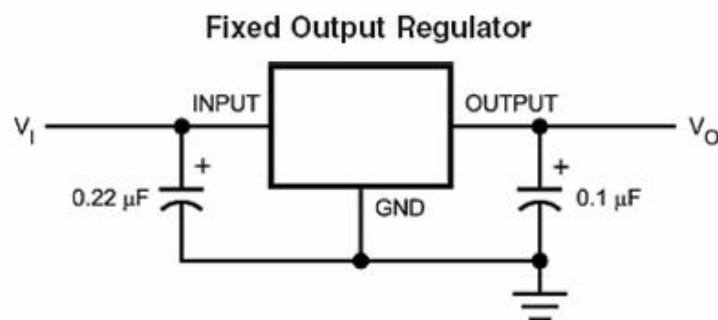 Fixed Output Regulator
INPUT
OUTPUT
V_I
V_O
+
+
0.22 μF
GND
0.1 μF